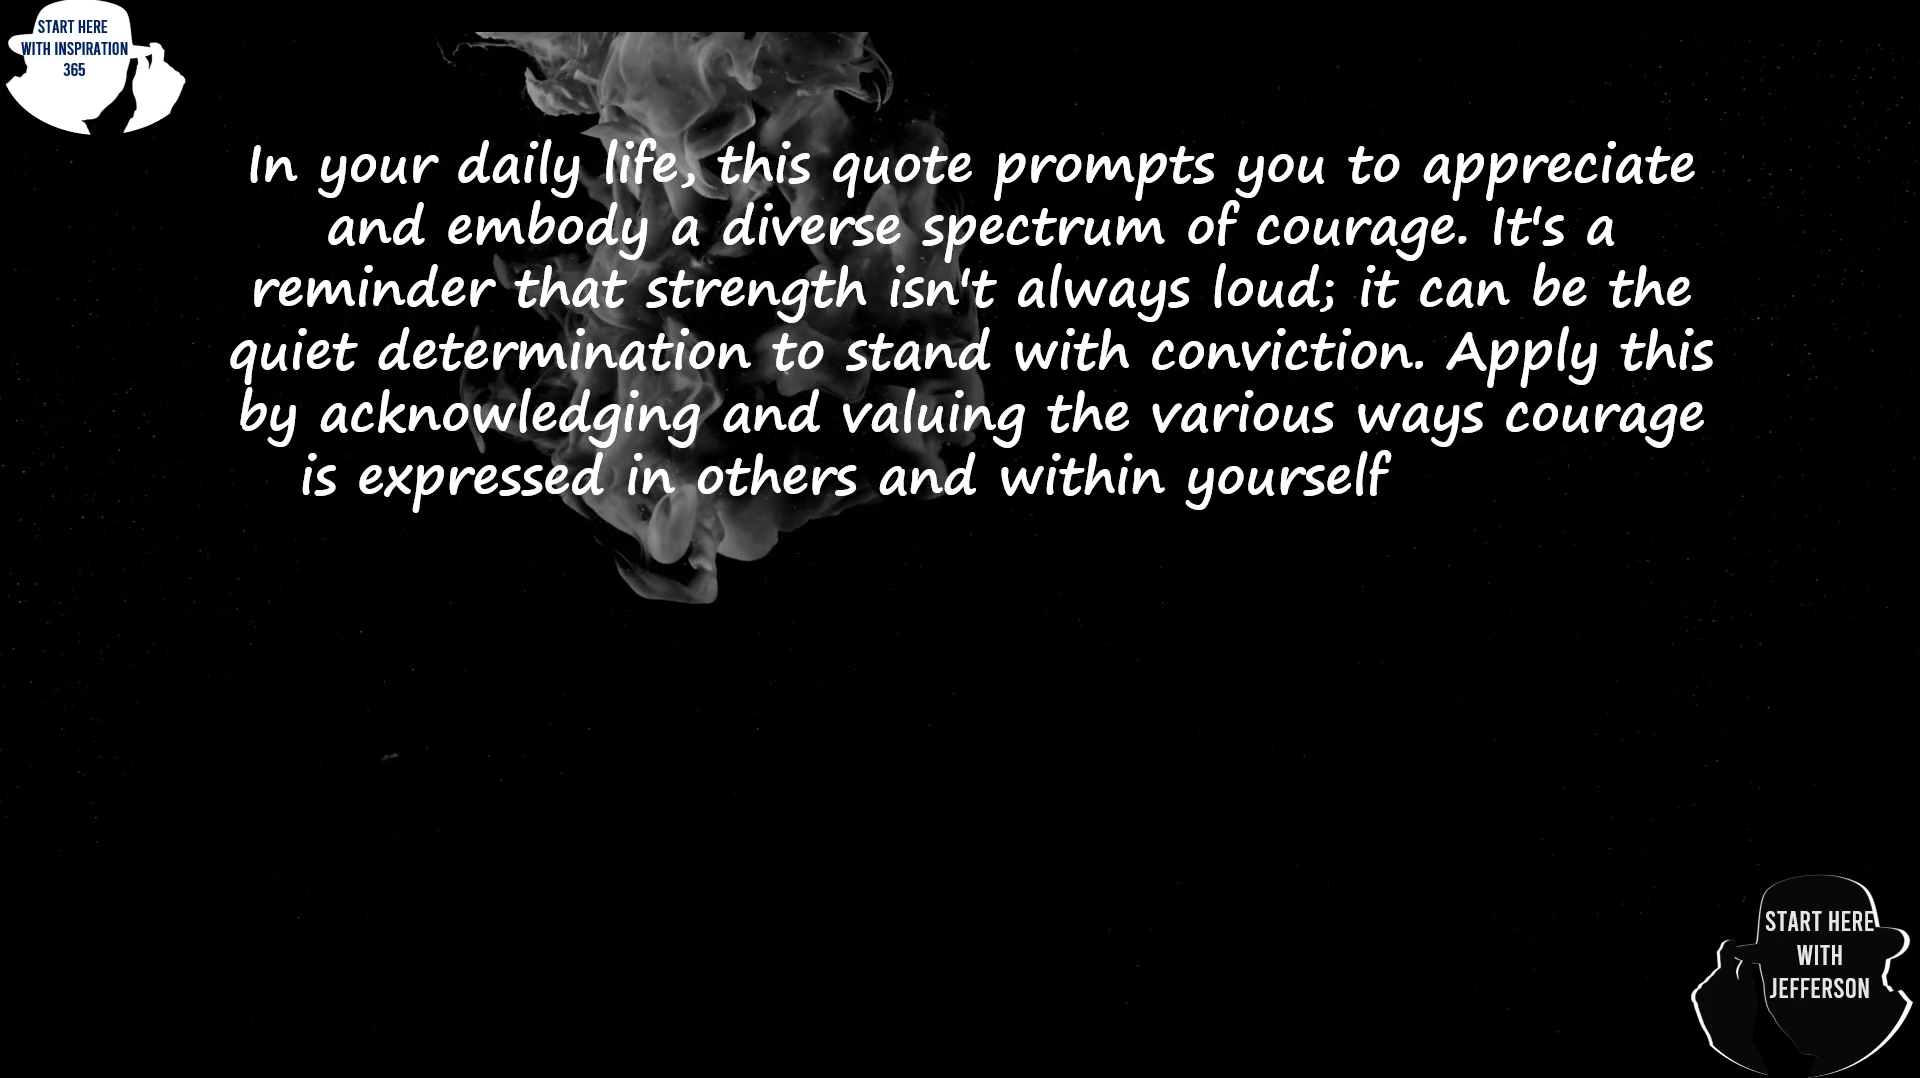 START HERE
WITH INSPIRATION
365
In your daily life, this quote prompts you to appreciate
and embody a diverse spectrum of courage. It's a
reminder that strength isn't always loud; it can be the
quiet determination to stand with conviction. Apply this
by acknowledging and valuing the various ways courage
is expressed in others and within yourself
START HERE
WITH
JEFFERSON